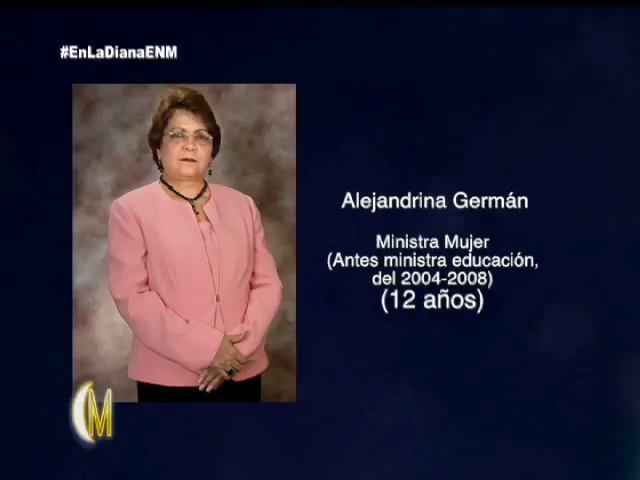 #EnLaDianaENM
Alejandrina Germán
Ministra Mujer
(Antes ministra educación,
del 2004-2008)
(12 años)
M